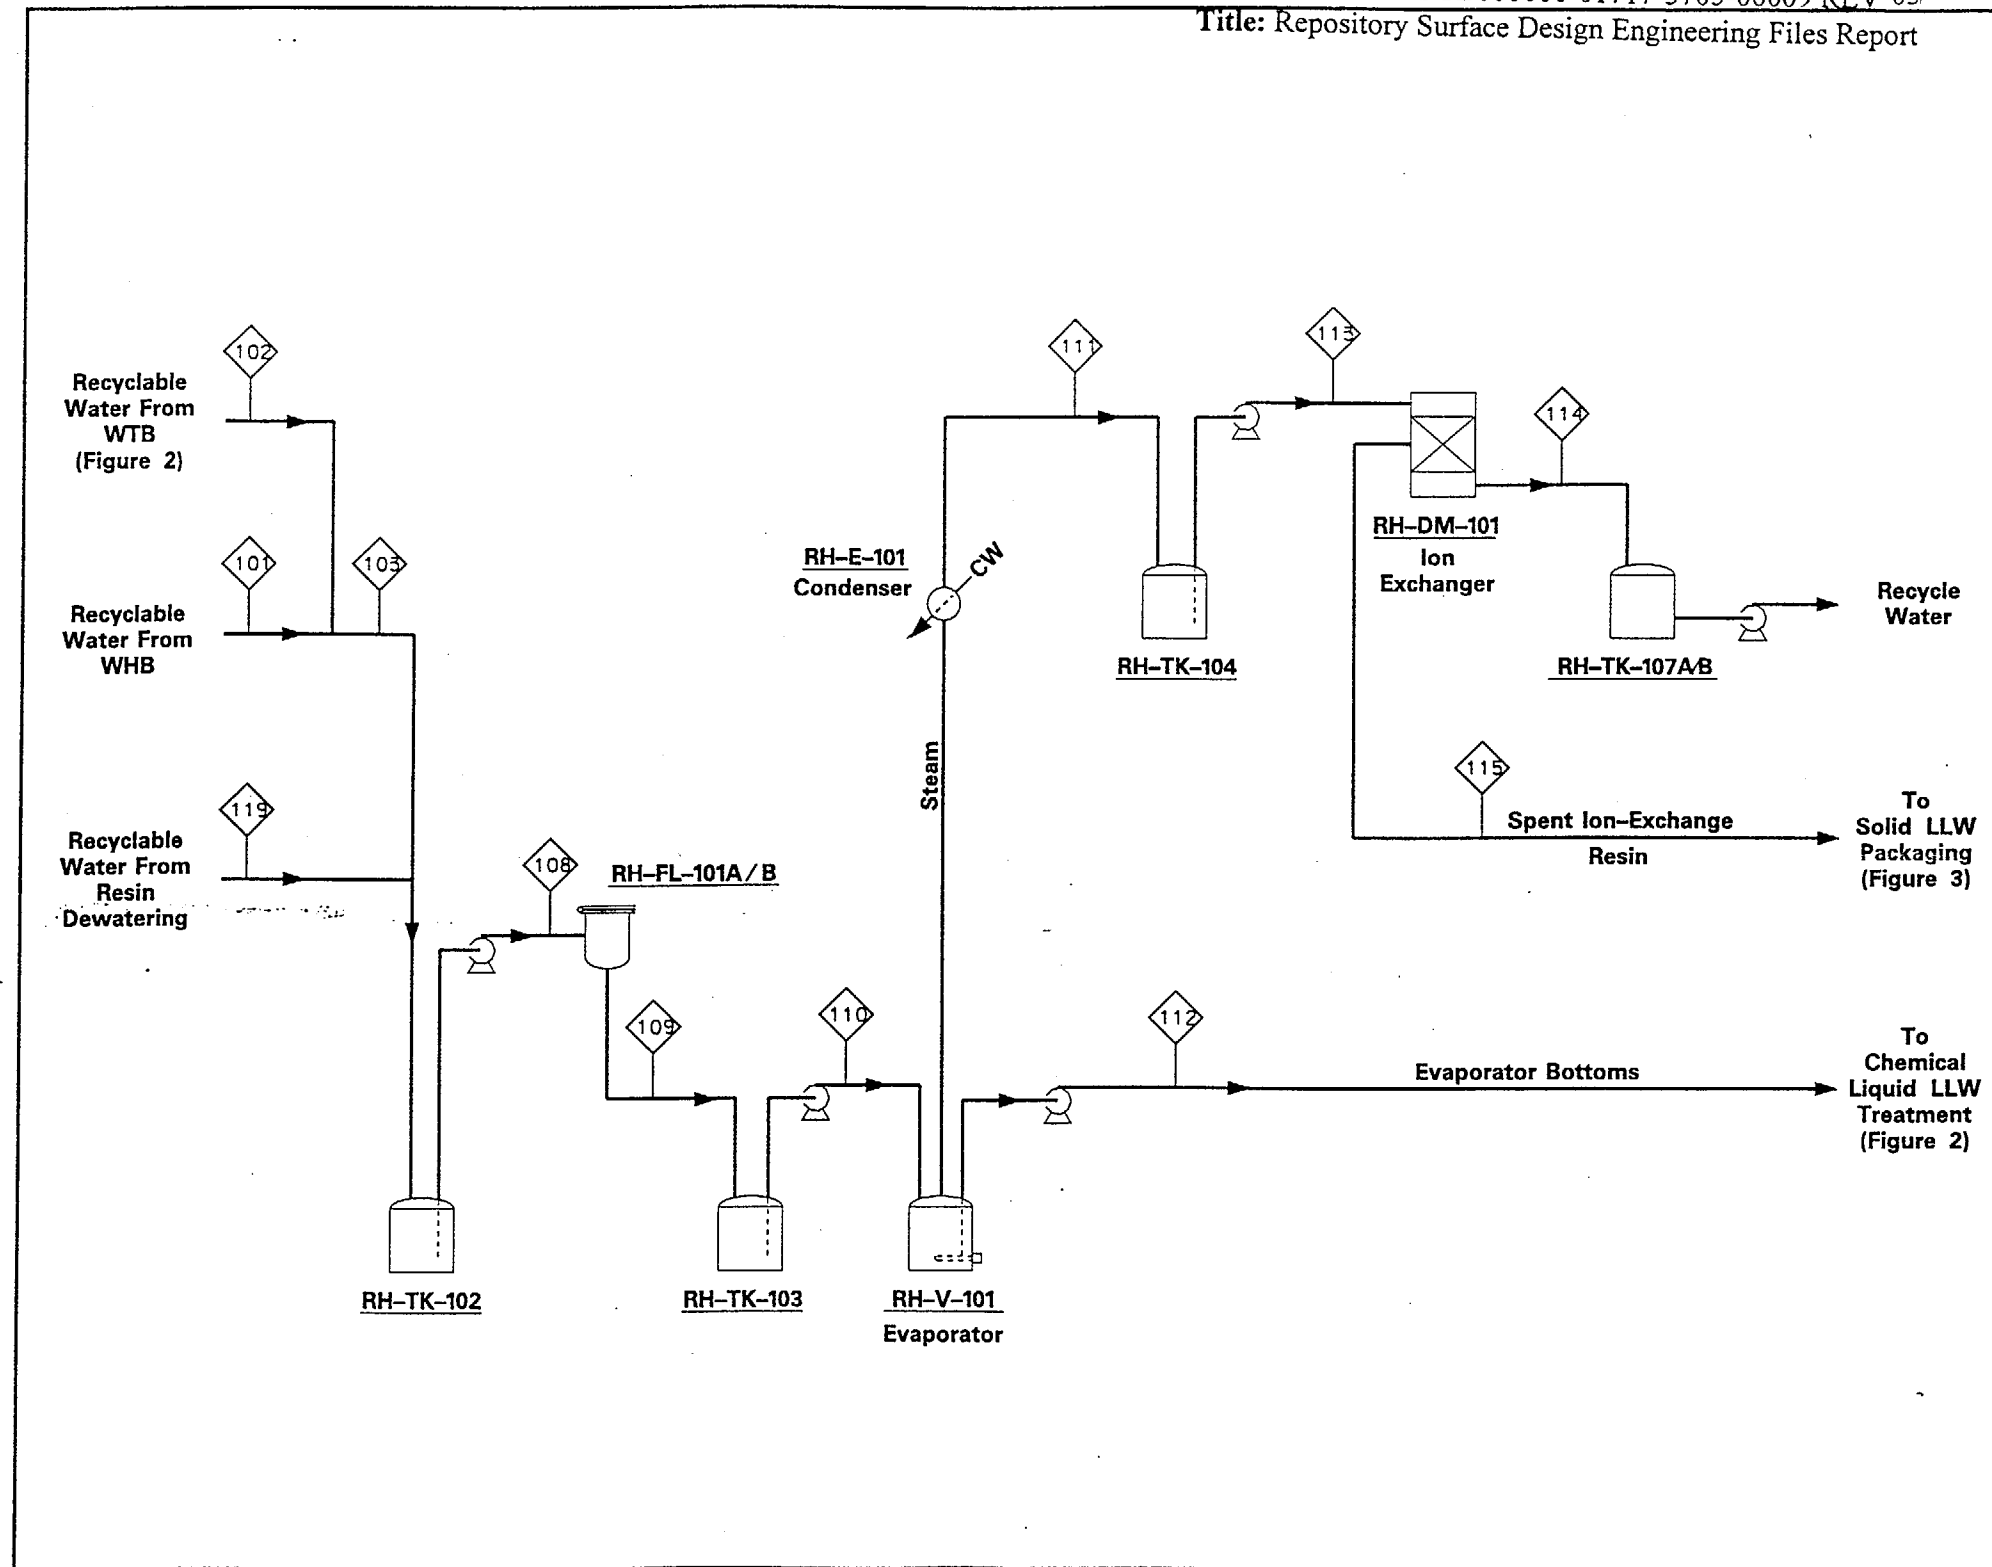 Title: Repository Surface Design Engineering Files Report
102
Recyclable
Water From
WTB
(Figure 2)
101
103
Recyclable
Water From
WHB
119
Recyclable
Water From
Resin
Dewatering
108
RH-FL-101A/B
109
110
RH-TK-102
RH-TK-103
RH-V-101
Evaporator
Steam
RH-E-101
Condenser
CW
111
RH-TK-104
113
RH-DM-101
Ion
Exchanger
114
RH-TK-107A/B
Recycle
Water
115
Spent Ion-Exchange
Resin
To
Solid LLW
Packaging
(Figure 3)
112
Evaporator Bottoms
To
Chemical
Liquid LLW
Treatment
(Figure 2)